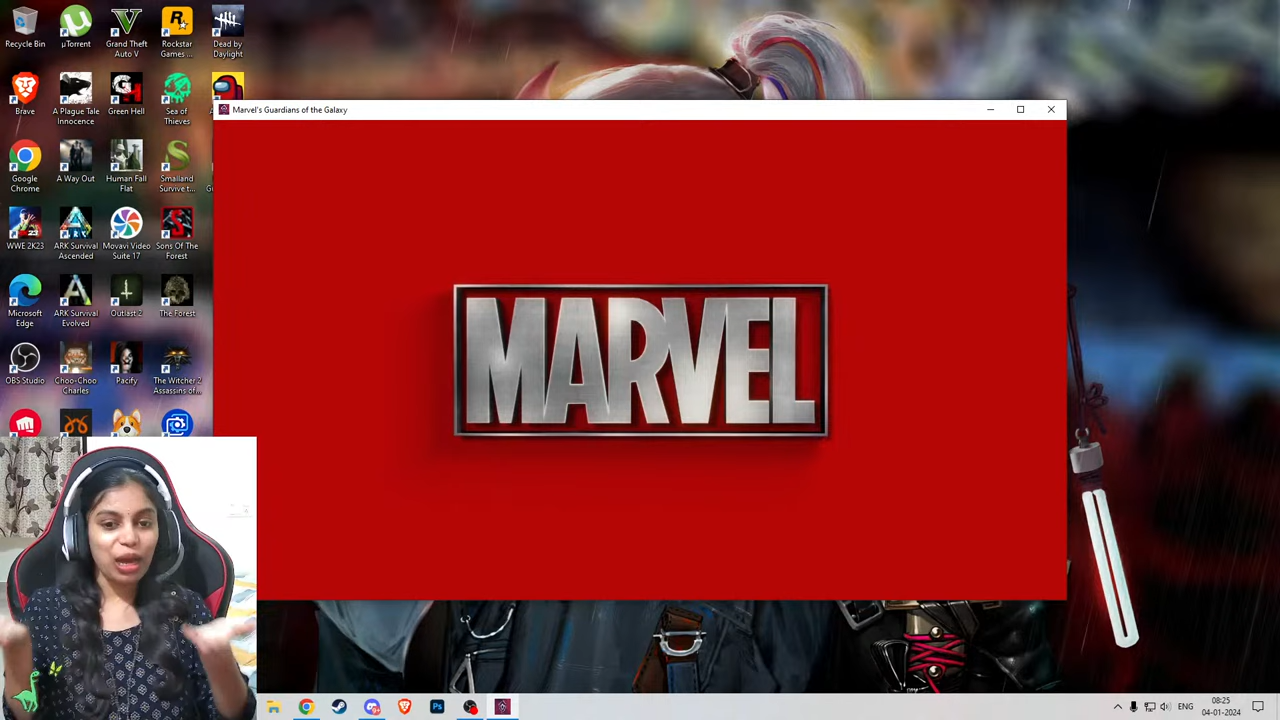 Recycle Bin
µTorrent
Grand Theft
Auto V
Rockstar
Games ...
Dead by
Daylight
Brave
A Plague Tale
Innocence
Green Hell
Sea of
Thieves
Marvel's Guardians of the Galaxy
Google
Chrome
A Way Out
Human Fall
Flat
Smalland
Survive t...
WWE 2K23
ARK Survival
Ascended
Movavi Video
Suite 17
Sons Of The
Forest
MARVEL
Microsoft
Edge
ARK Survival
Evolved
Outlast 2
The Forest
OBS Studio
Choo-Choo
Charles
Pacify
The Witcher 2
Assassins of...
Ps
ENG
08:25
04-01-2024